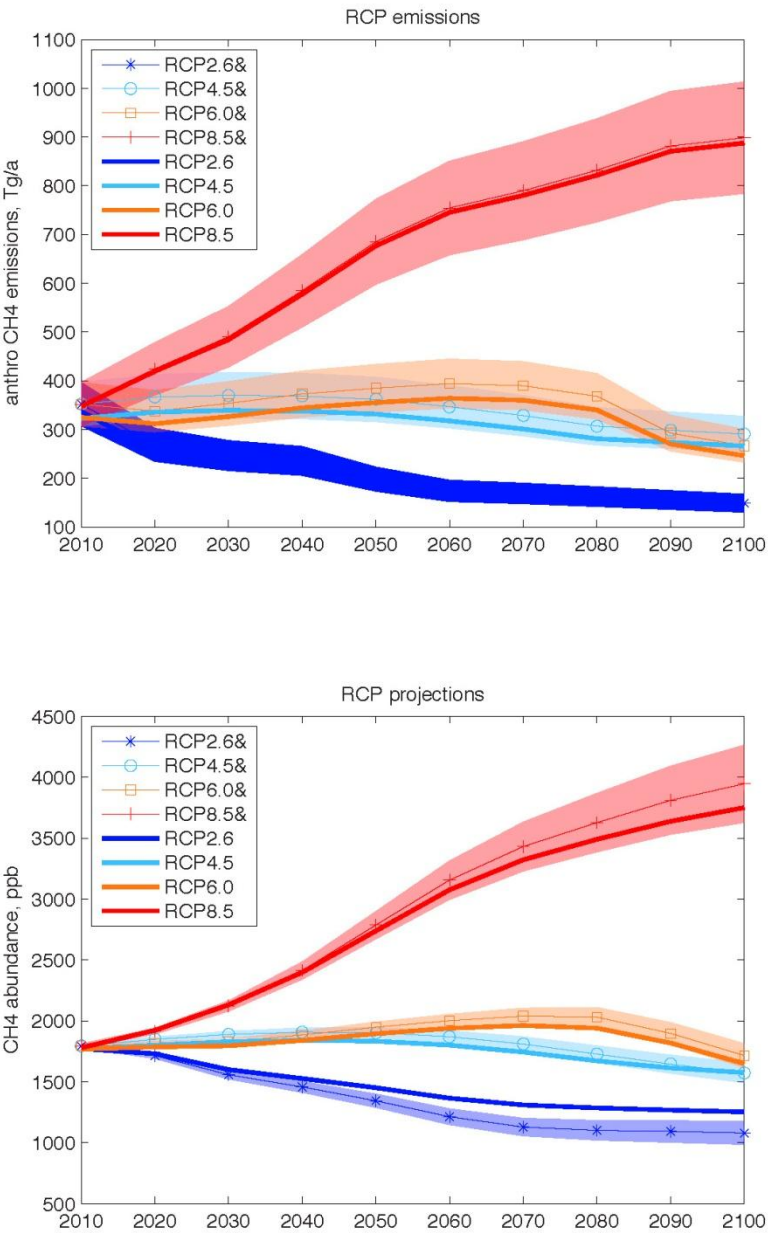 RCP emissions
1100
1000
900
800
700
600
500
400
300
200
100
anthro CH4 emissions, Tg/a
RCP2.6&
RCP4.5&
RCP6.0&
RCP8.5&
RCP2.6
RCP4.5
RCP6.0
RCP8.5
2010 2020 2030 2040 2050 2060 2070 2080 2090 2100
RCP projections
4500
4000
3500
3000
2500
2000
1500
1000
500
CH4 abundance, ppb
RCP2.6&
RCP4.5&
RCP6.0&
RCP8.5&
RCP2.6
RCP4.5
RCP6.0
RCP8.5
2010 2020 2030 2040 2050 2060 2070 2080 2090 2100